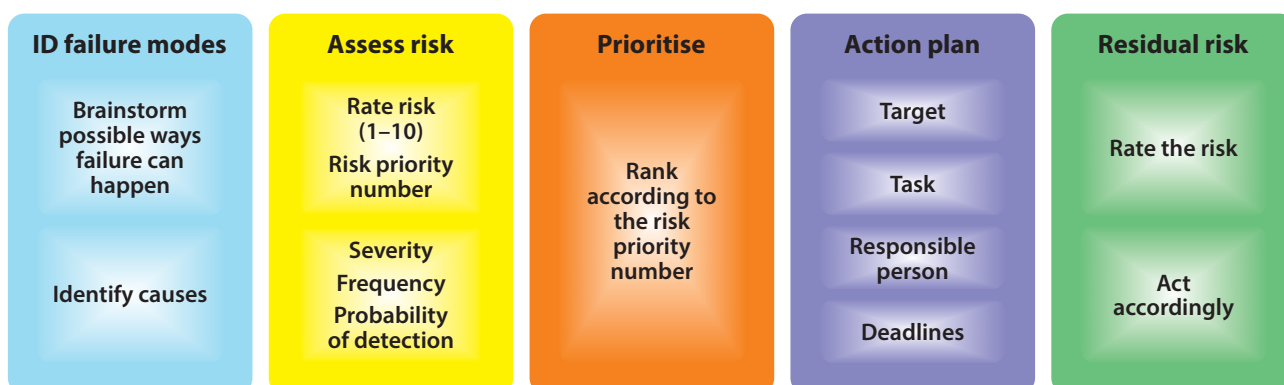 ID failure modes
Brainstorm
possible ways
failure can
happen
Identify causes
Assess risk
Rate risk
(1–10)
Risk priority
number
Severity
Frequency
Probability
of detection
Prioritise
Rank
according to
the risk
priority
number
Action plan
Target
Task
Responsible
person
Deadlines
Residual risk
Rate the risk
Act
accordingly